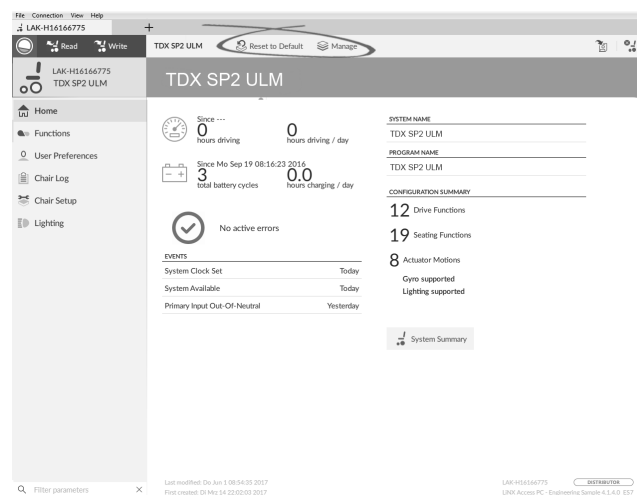 File Connection View Help
LAK-H16166775 +
Read Write TDX SP2 ULM Reset to Default Manage
LAK-H16166775
TDX SP2 ULM
TDX SP2 ULM
Home
Functions
User Preferences
Chair Log
Chair Setup
Lighting
Since ---
0 0
hours driving hours driving / day
Since Mo Sep 19 08:16:23 2016
3 0.0
total battery cycles hours charging / day
No active errors
EVENTS
System Clock Set Today
System Available Today
Primary Input Out-Of-Neutral Yesterday
SYSTEM NAME
TDX SP2 ULM
PROGRAM NAME
TDX SP2 ULM
CONFIGURATION SUMMARY
12 Drive Functions
19 Seating Functions
8 Actuator Motions
Gyro supported
Lighting supported
System Summary
Filter parameters
Last modified: Do Jun 1 08:54:35 2017
First created: Di Mrz 14 22:02:03 2017
LAK-H16166775 DISTRIBUTOR
LiNX Access PC - Engineering Sample 4.1.4.0 E57